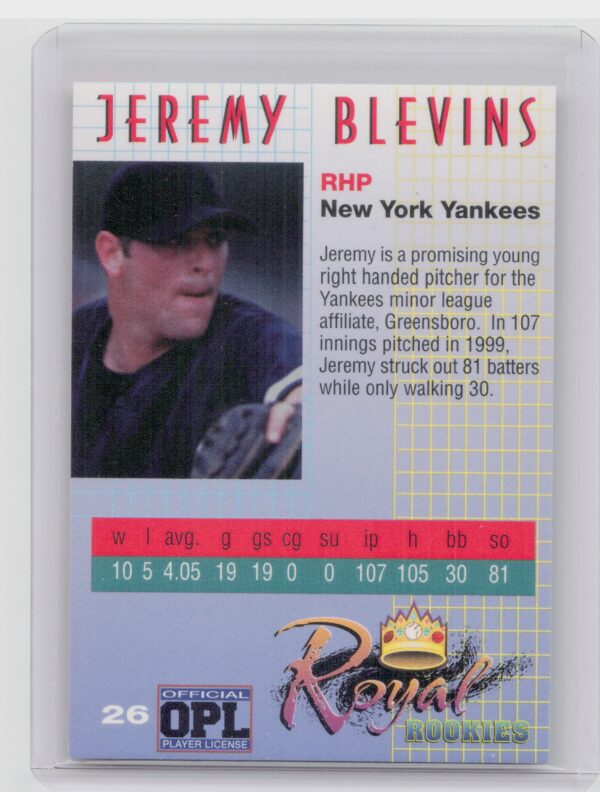 JEREMY BLEVINS
RHP
New York Yankees
Jeremy is a promising young
right handed pitcher for the
Yankees minor league
affiliate, Greensboro. In 107
innings pitched in 1999,
Jeremy struck out 81 batters
while only walking 30.
w l avg. g gs cg su ip h bb so
10 5 4.05 19 19 0 0 107 105 30 81
Royal
ROOKIES
26
OFFICIAL
OPL
PLAYER LICENSE